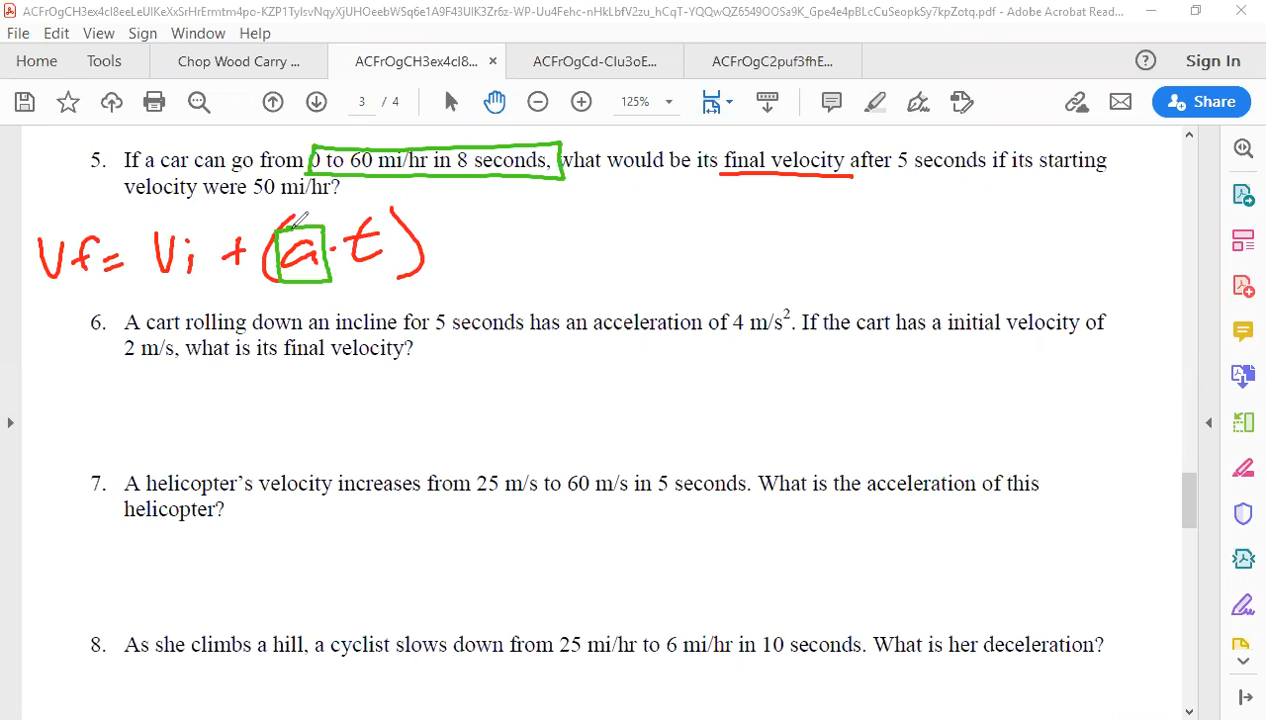 ACFrOgCH3ex4cl8eeLeUlKeXxSrHrErmtm4po-KZP1TyIsvNqyXjUHOeebWSq6e1A9F43UlK3Zr6z-WP-Uu4Fehc-nHkLbfV2zu_hCqT-YQQwQZ6549OOSa9K_Gpe4e4pBLcCuSeopkSy7kpZotq.pdf - Adobe Acrobat Read...
File Edit View Sign Window Help
Home Tools Chop Wood Carry ... ACFrOgCH3ex4cl8... × ACFrOgCd-CIu3oE... ACFrOgC2puf3fhE... Sign In
3 / 4 125% Share
5. If a car can go from 0 to 60 mi/hr in 8 seconds, what would be its final velocity after 5 seconds if its starting
velocity were 50 mi/hr?
Vf = Vi + (a · t)
6. A cart rolling down an incline for 5 seconds has an acceleration of 4 m/s². If the cart has a initial velocity of
2 m/s, what is its final velocity?
7. A helicopter’s velocity increases from 25 m/s to 60 m/s in 5 seconds. What is the acceleration of this
helicopter?
8. As she climbs a hill, a cyclist slows down from 25 mi/hr to 6 mi/hr in 10 seconds. What is her deceleration?